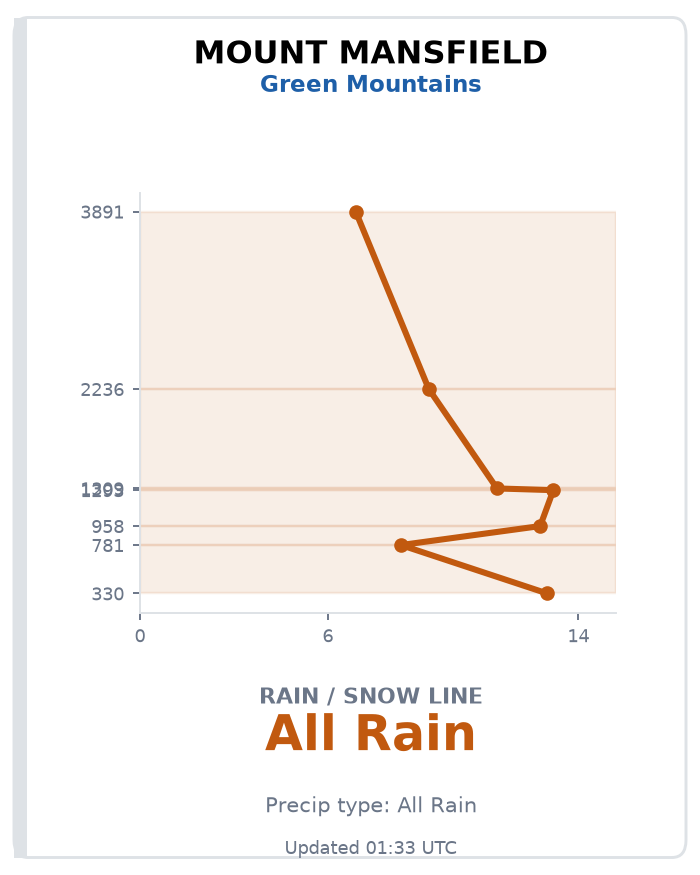 MOUNT MANSFIELD
Green Mountains
3891
2236
958
781
330
0 6 14
RAIN / SNOW LINE
All Rain
Precip type: All Rain
Updated 01:33 UTC